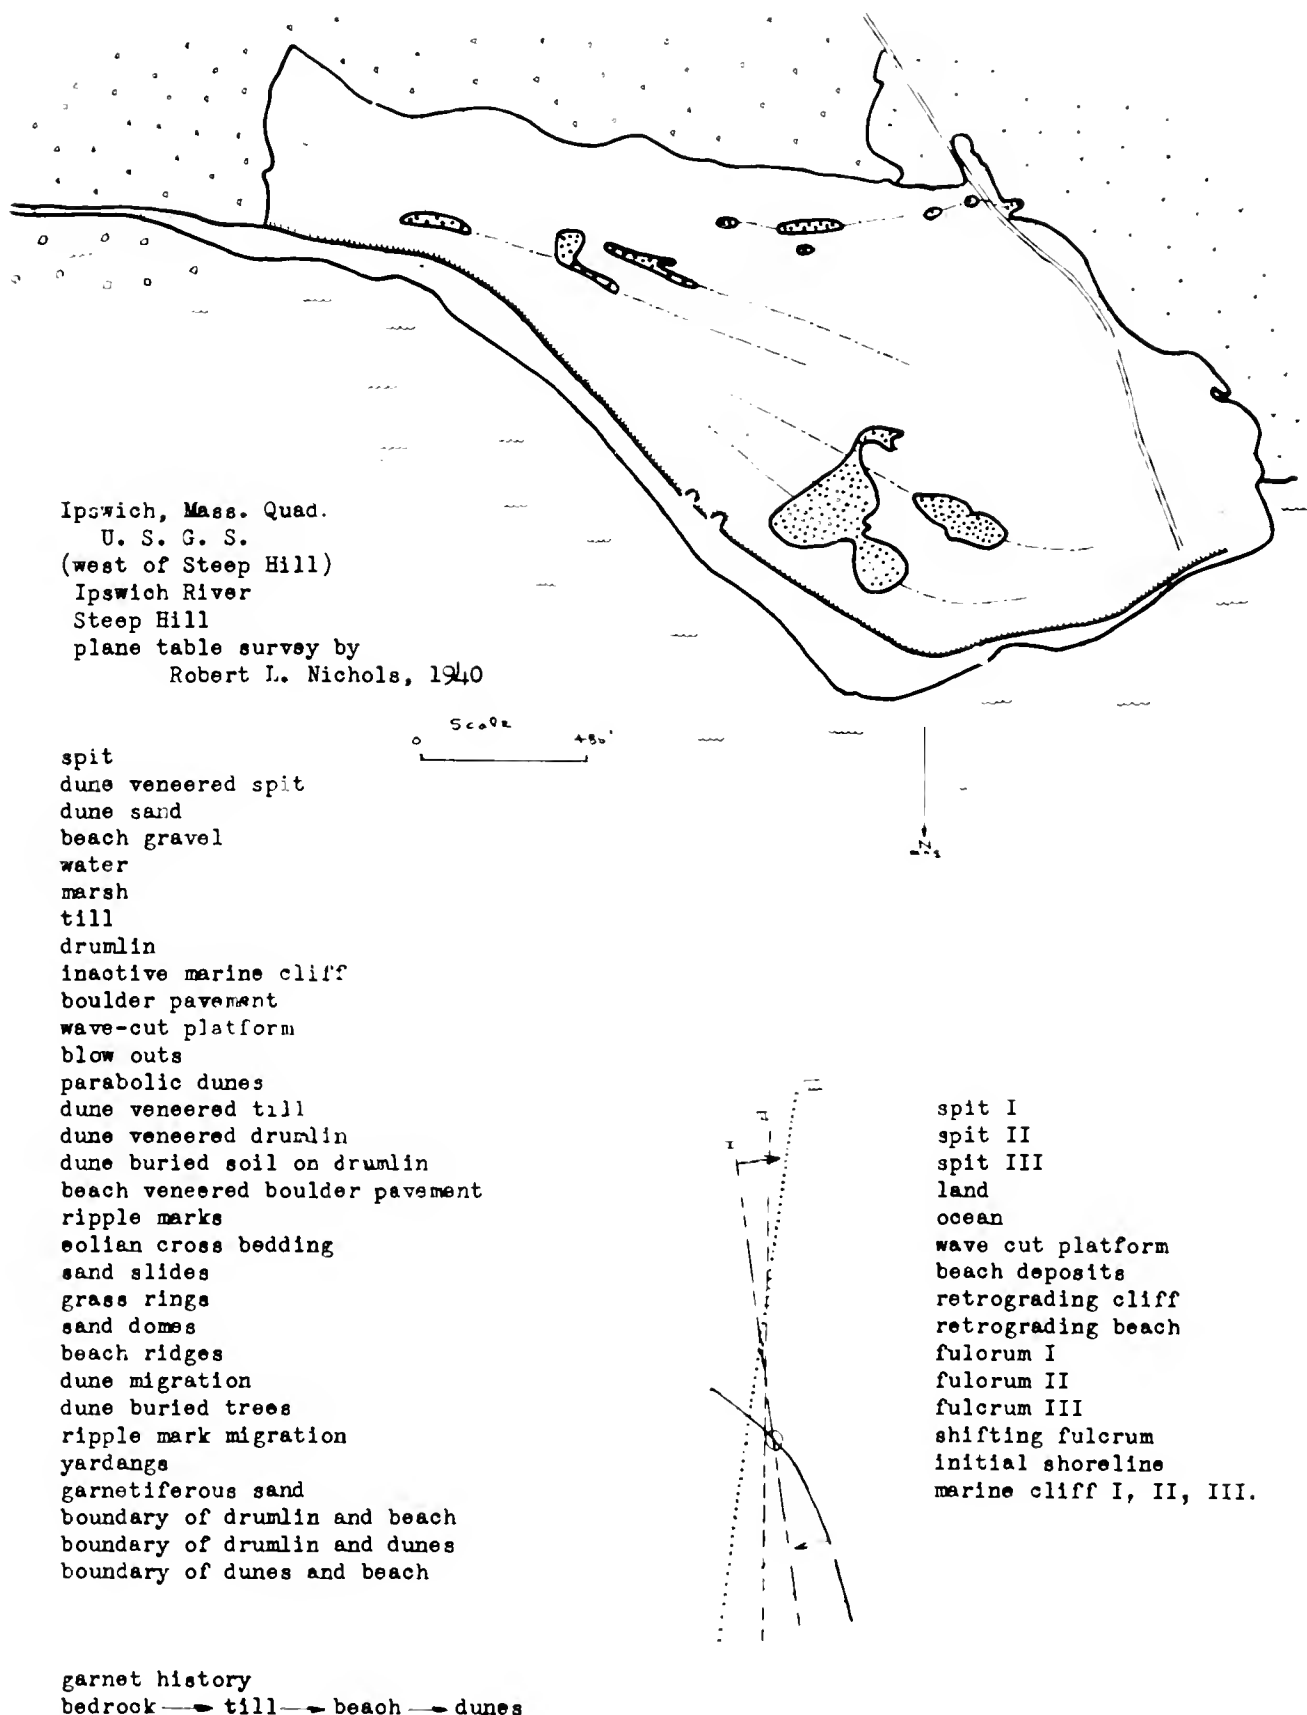 Ipswich, Mass. Quad.
U. S. G. S.
(west of Steep Hill)
Ipswich River
Steep Hill
plane table survey by
Robert L. Nichols, 1940
Scale
0
N
spit
dune veneered spit
dune sand
beach gravel
water
marsh
till
drumlin
inactive marine cliff
boulder pavement
wave-cut platform
blow outs
parabolic dunes
dune veneered till
dune veneered drumlin
dune buried soil on drumlin
beach veneered boulder pavement
ripple marks
eolian cross bedding
sand slides
grass rings
sand domes
beach ridges
dune migration
dune buried trees
ripple mark migration
yardangs
garnetiferous sand
boundary of drumlin and beach
boundary of drumlin and dunes
boundary of dunes and beach
garnet history
bedrock → till → beach → dunes
I
II
III
spit I
spit II
spit III
land
ocean
wave cut platform
beach deposits
retrograding cliff
retrograding beach
fulcrum I
fulcrum II
fulcrum III
shifting fulcrum
initial shoreline
marine cliff I, II, III.